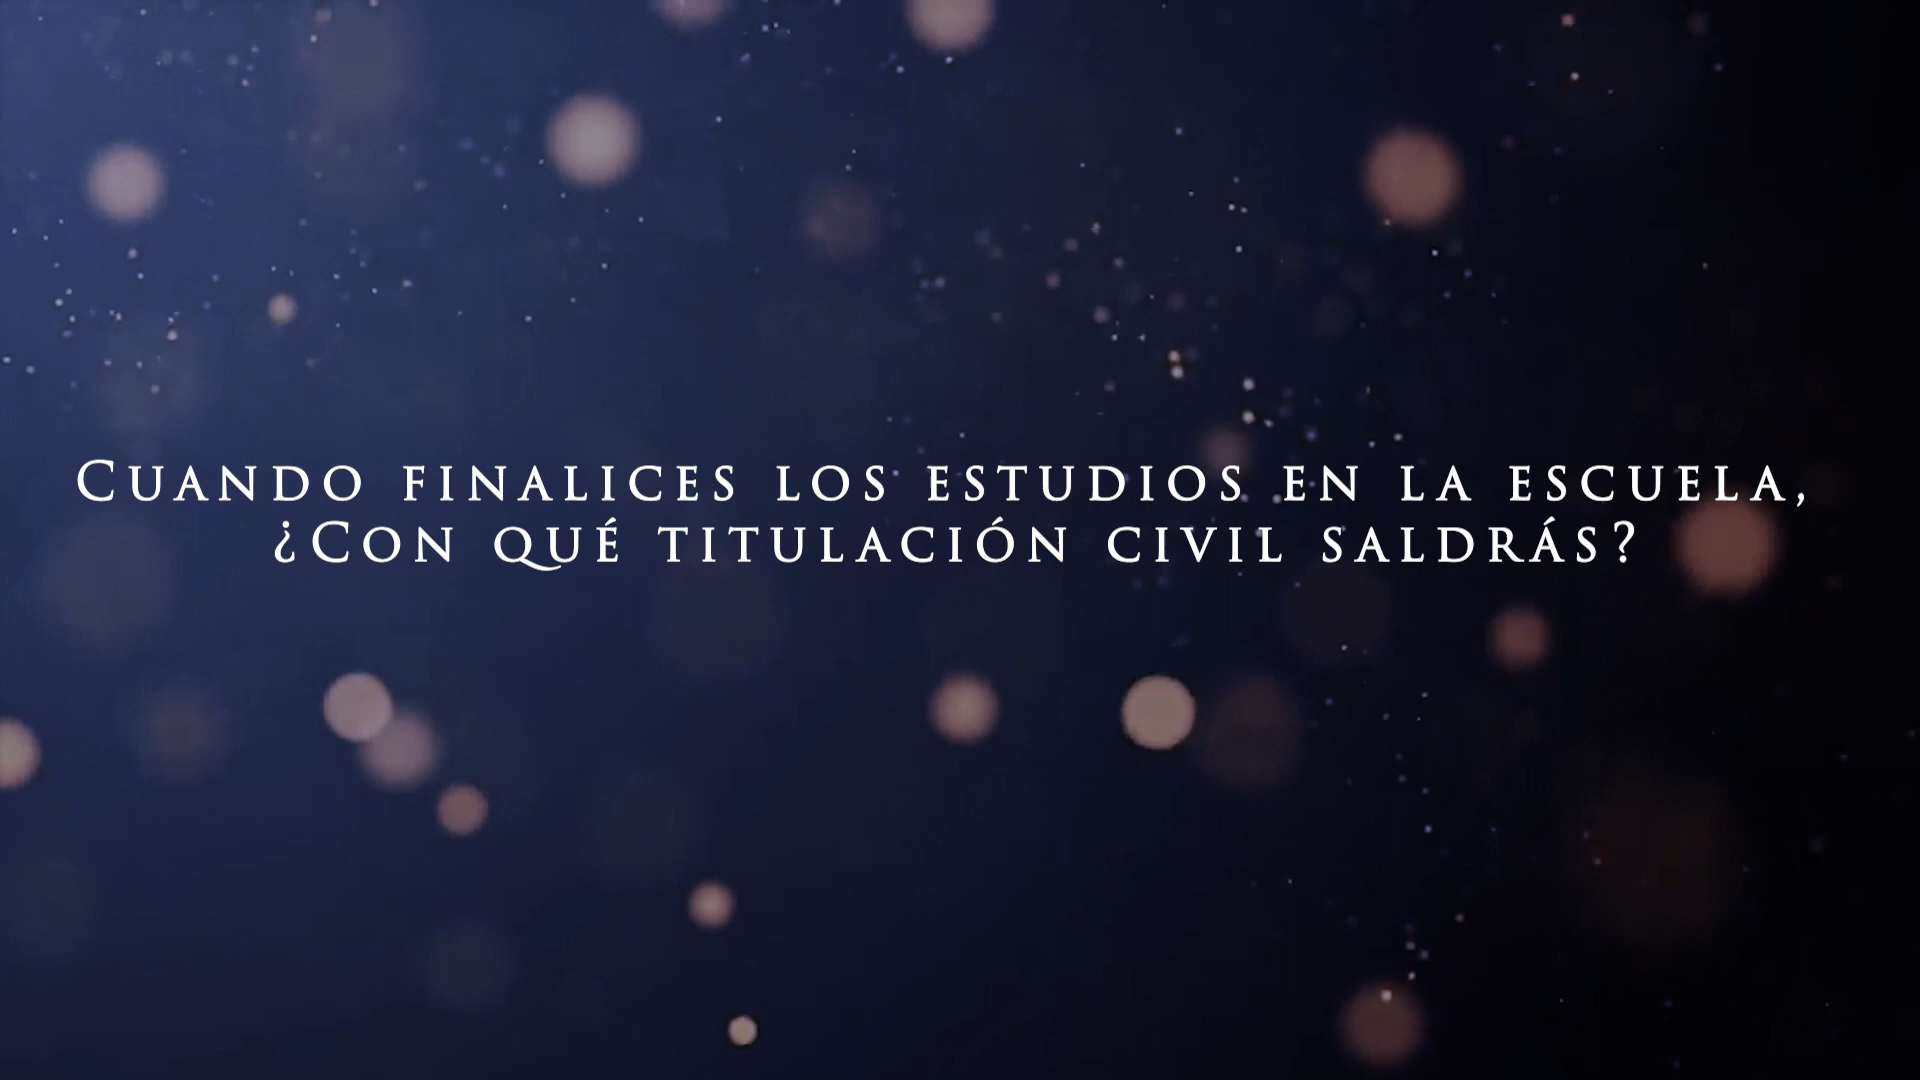 Cuando finalices los estudios en la escuela,
¿Con qué titulación civil saldrás?